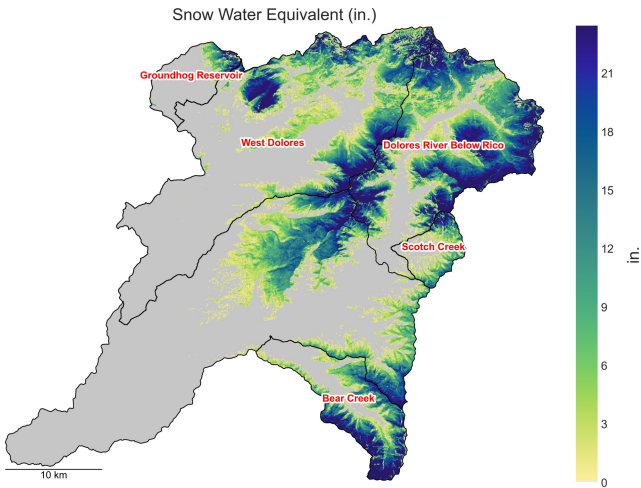 Snow Water Equivalent (in.)
Groundhog Reservoir
West Dolores
Dolores River Below Rico
Scotch Creek
Bear Creek
10 km
21
18
15
12
9
6
3
0
in.